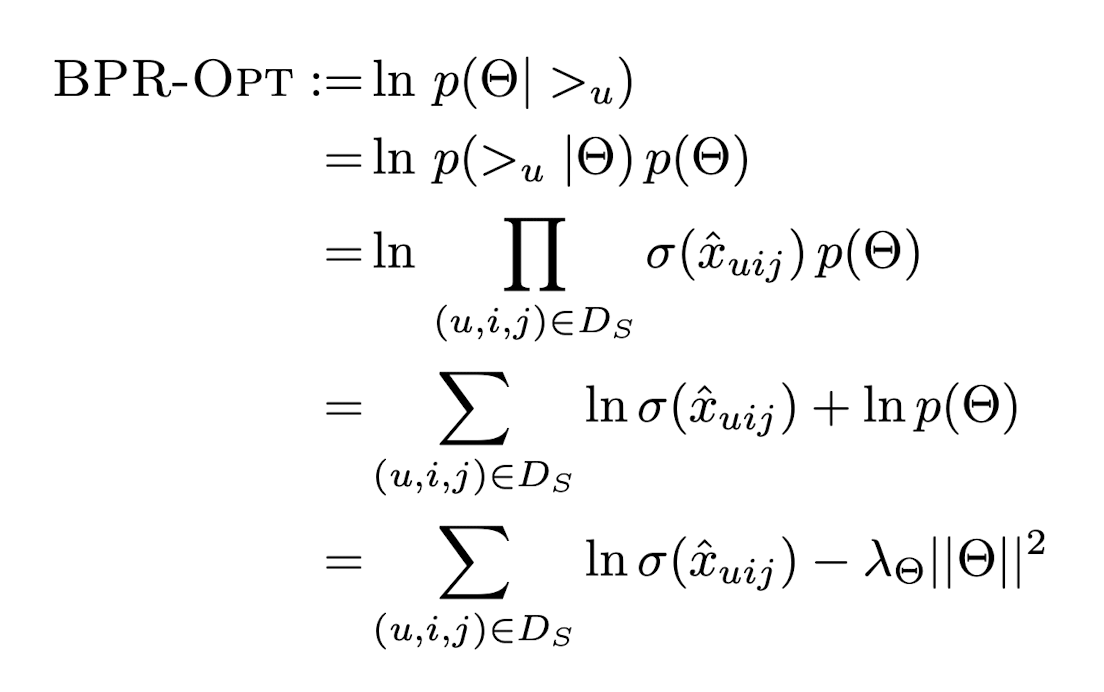 BPR-OPT := ln p(Θ| >_u)
= ln p(>_u |Θ) p(Θ)
= ln ∏_{(u,i,j)∈D_S} σ(x̂_{uij}) p(Θ)
= ∑_{(u,i,j)∈D_S} ln σ(x̂_{uij}) + ln p(Θ)
= ∑_{(u,i,j)∈D_S} ln σ(x̂_{uij}) − λ_Θ||Θ||²